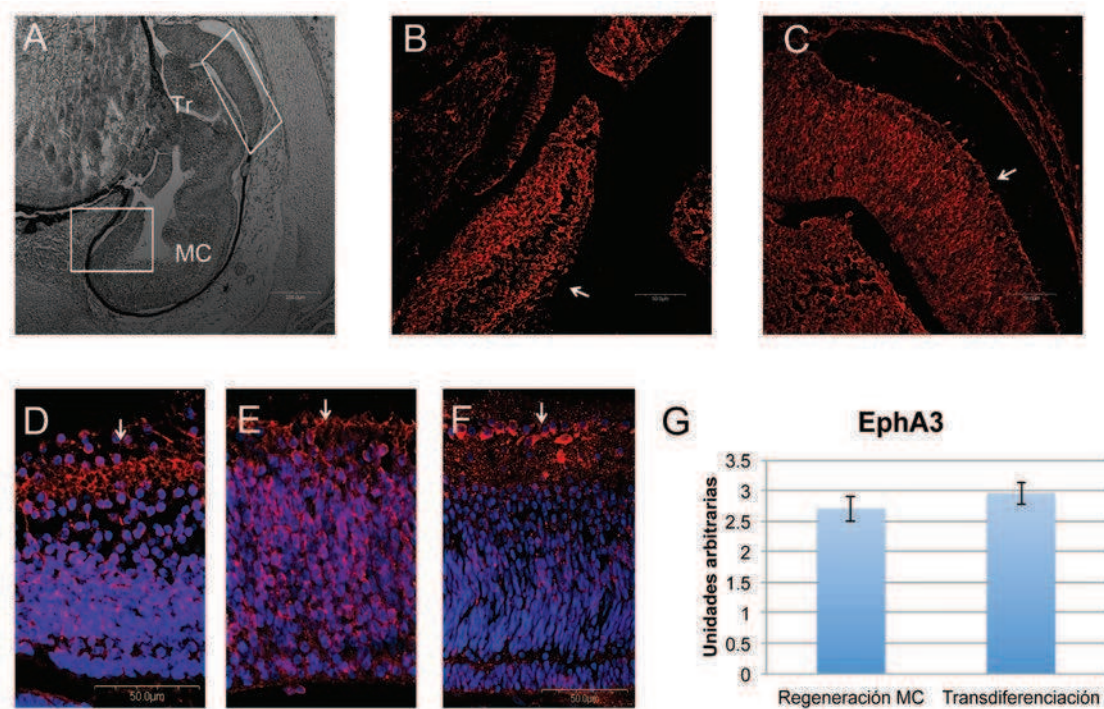 A
B
C
Tr
MC
D
E
F
G
EphA3
50.0µm
50.0µm
Unidades arbitrarias
3.5
3
2.5
2
1.5
1
0.5
0
Regeneración MC
Transdiferenciación